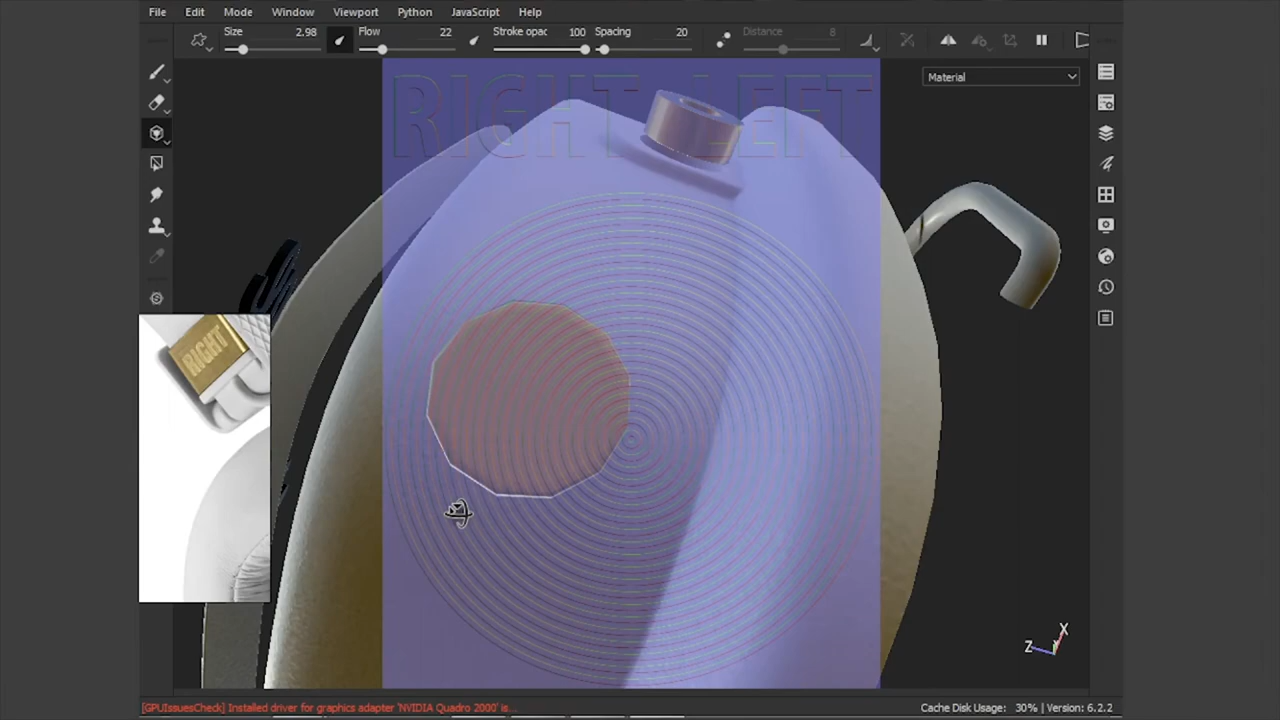 File Edit Mode Window Viewport Python JavaScript Help
Size 2.98 Flow 22 Stroke opac 100 Spacing 20 Distance 8
Material
RIGHT LEFT
RIGHT
X
Z
[GPUIssuesCheck] Installed driver for graphics adapter 'NVIDIA Quadro 2000' is...
Cache Disk Usage: 30% | Version: 6.2.2